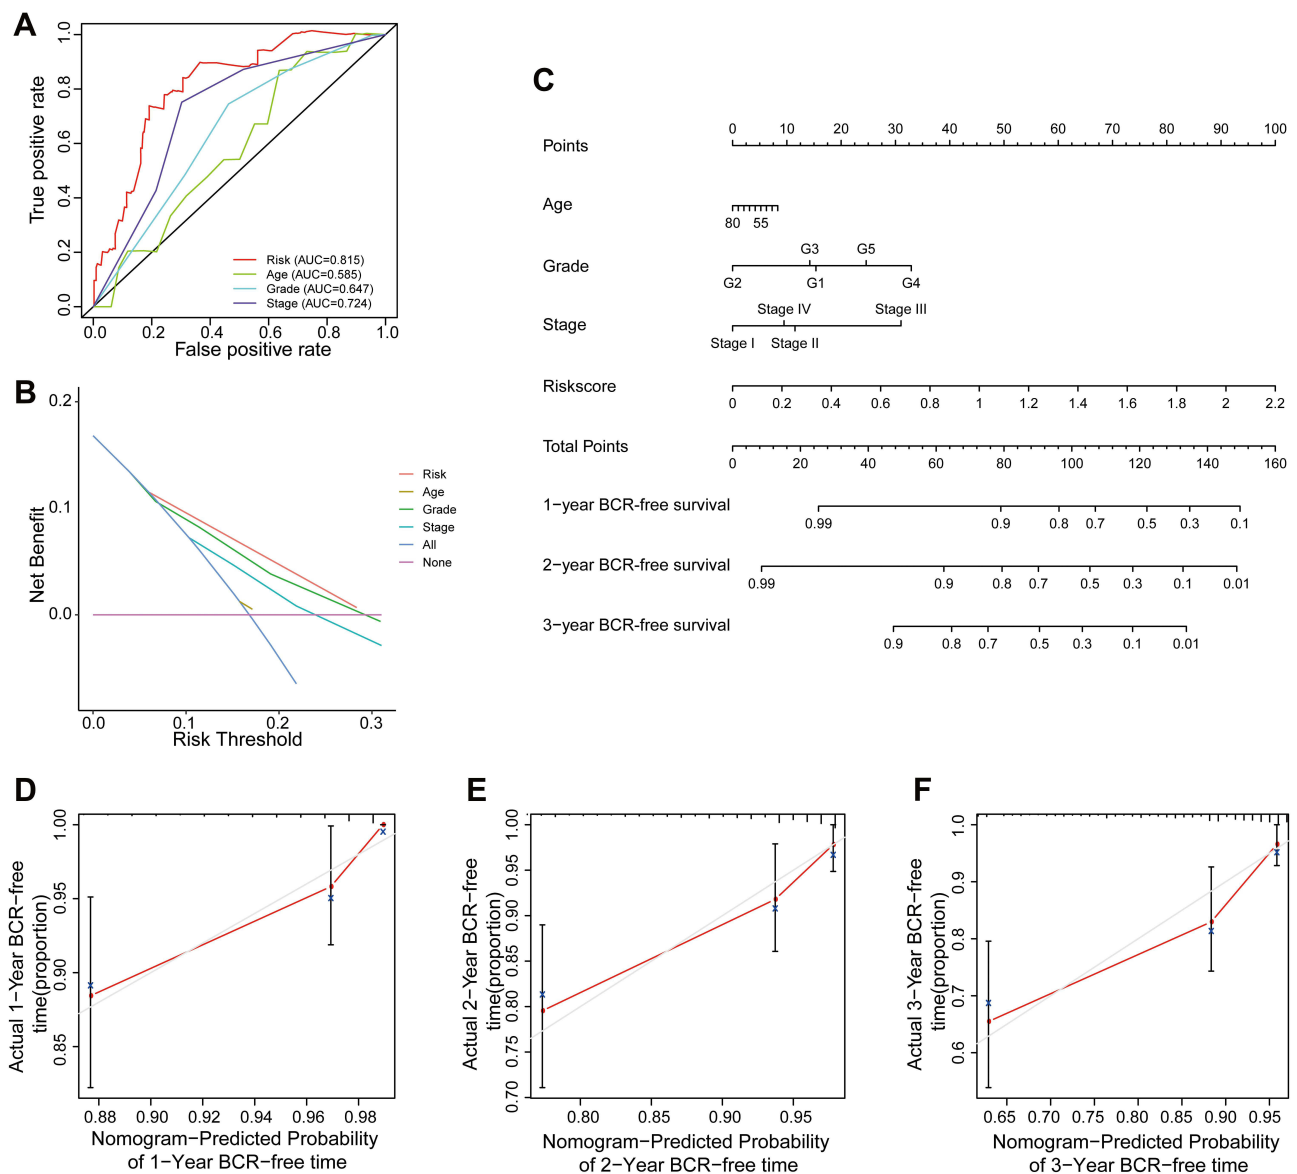 A
True positive rate
1.0
0.8
0.6
0.4
0.2
0.0
Risk (AUC=0.815)
Age (AUC=0.585)
Grade (AUC=0.647)
Stage (AUC=0.724)
0.0 0.2 0.4 0.6 0.8 1.0
False positive rate
B
Net Benefit
0.2
0.1
0.0
Risk
Age
Grade
Stage
All
None
0.0 0.1 0.2 0.3
Risk Threshold
C
Points
0 10 20 30 40 50 60 70 80 90 100
Age
80 55
Grade
G3 G5
G2 G1 G4
Stage
Stage IV Stage III
Stage I Stage II
Riskscore
0 0.2 0.4 0.6 0.8 1 1.2 1.4 1.6 1.8 2 2.2
Total Points
0 20 40 60 80 100 120 140 160
1−year BCR-free survival
0.99 0.9 0.8 0.7 0.5 0.3 0.1
2−year BCR-free survival
0.99 0.9 0.8 0.7 0.5 0.3 0.1 0.01
3−year BCR-free survival
0.9 0.8 0.7 0.5 0.3 0.1 0.01
D
Actual 1−Year BCR−free
time(proportion)
1.00
0.95
0.90
0.85
0.88 0.90 0.92 0.94 0.96 0.98
Nomogram−Predicted Probability
of 1−Year BCR−free time
E
Actual 2−Year BCR−free
time(proportion)
1.00
0.95
0.90
0.85
0.80
0.75
0.70
0.80 0.85 0.90 0.95
Nomogram−Predicted Probability
of 2−Year BCR−free time
F
Actual 3−Year BCR−free
time(proportion)
1.0
0.9
0.8
0.7
0.6
0.65 0.70 0.75 0.80 0.85 0.90 0.95
Nomogram−Predicted Probability
of 3−Year BCR−free time